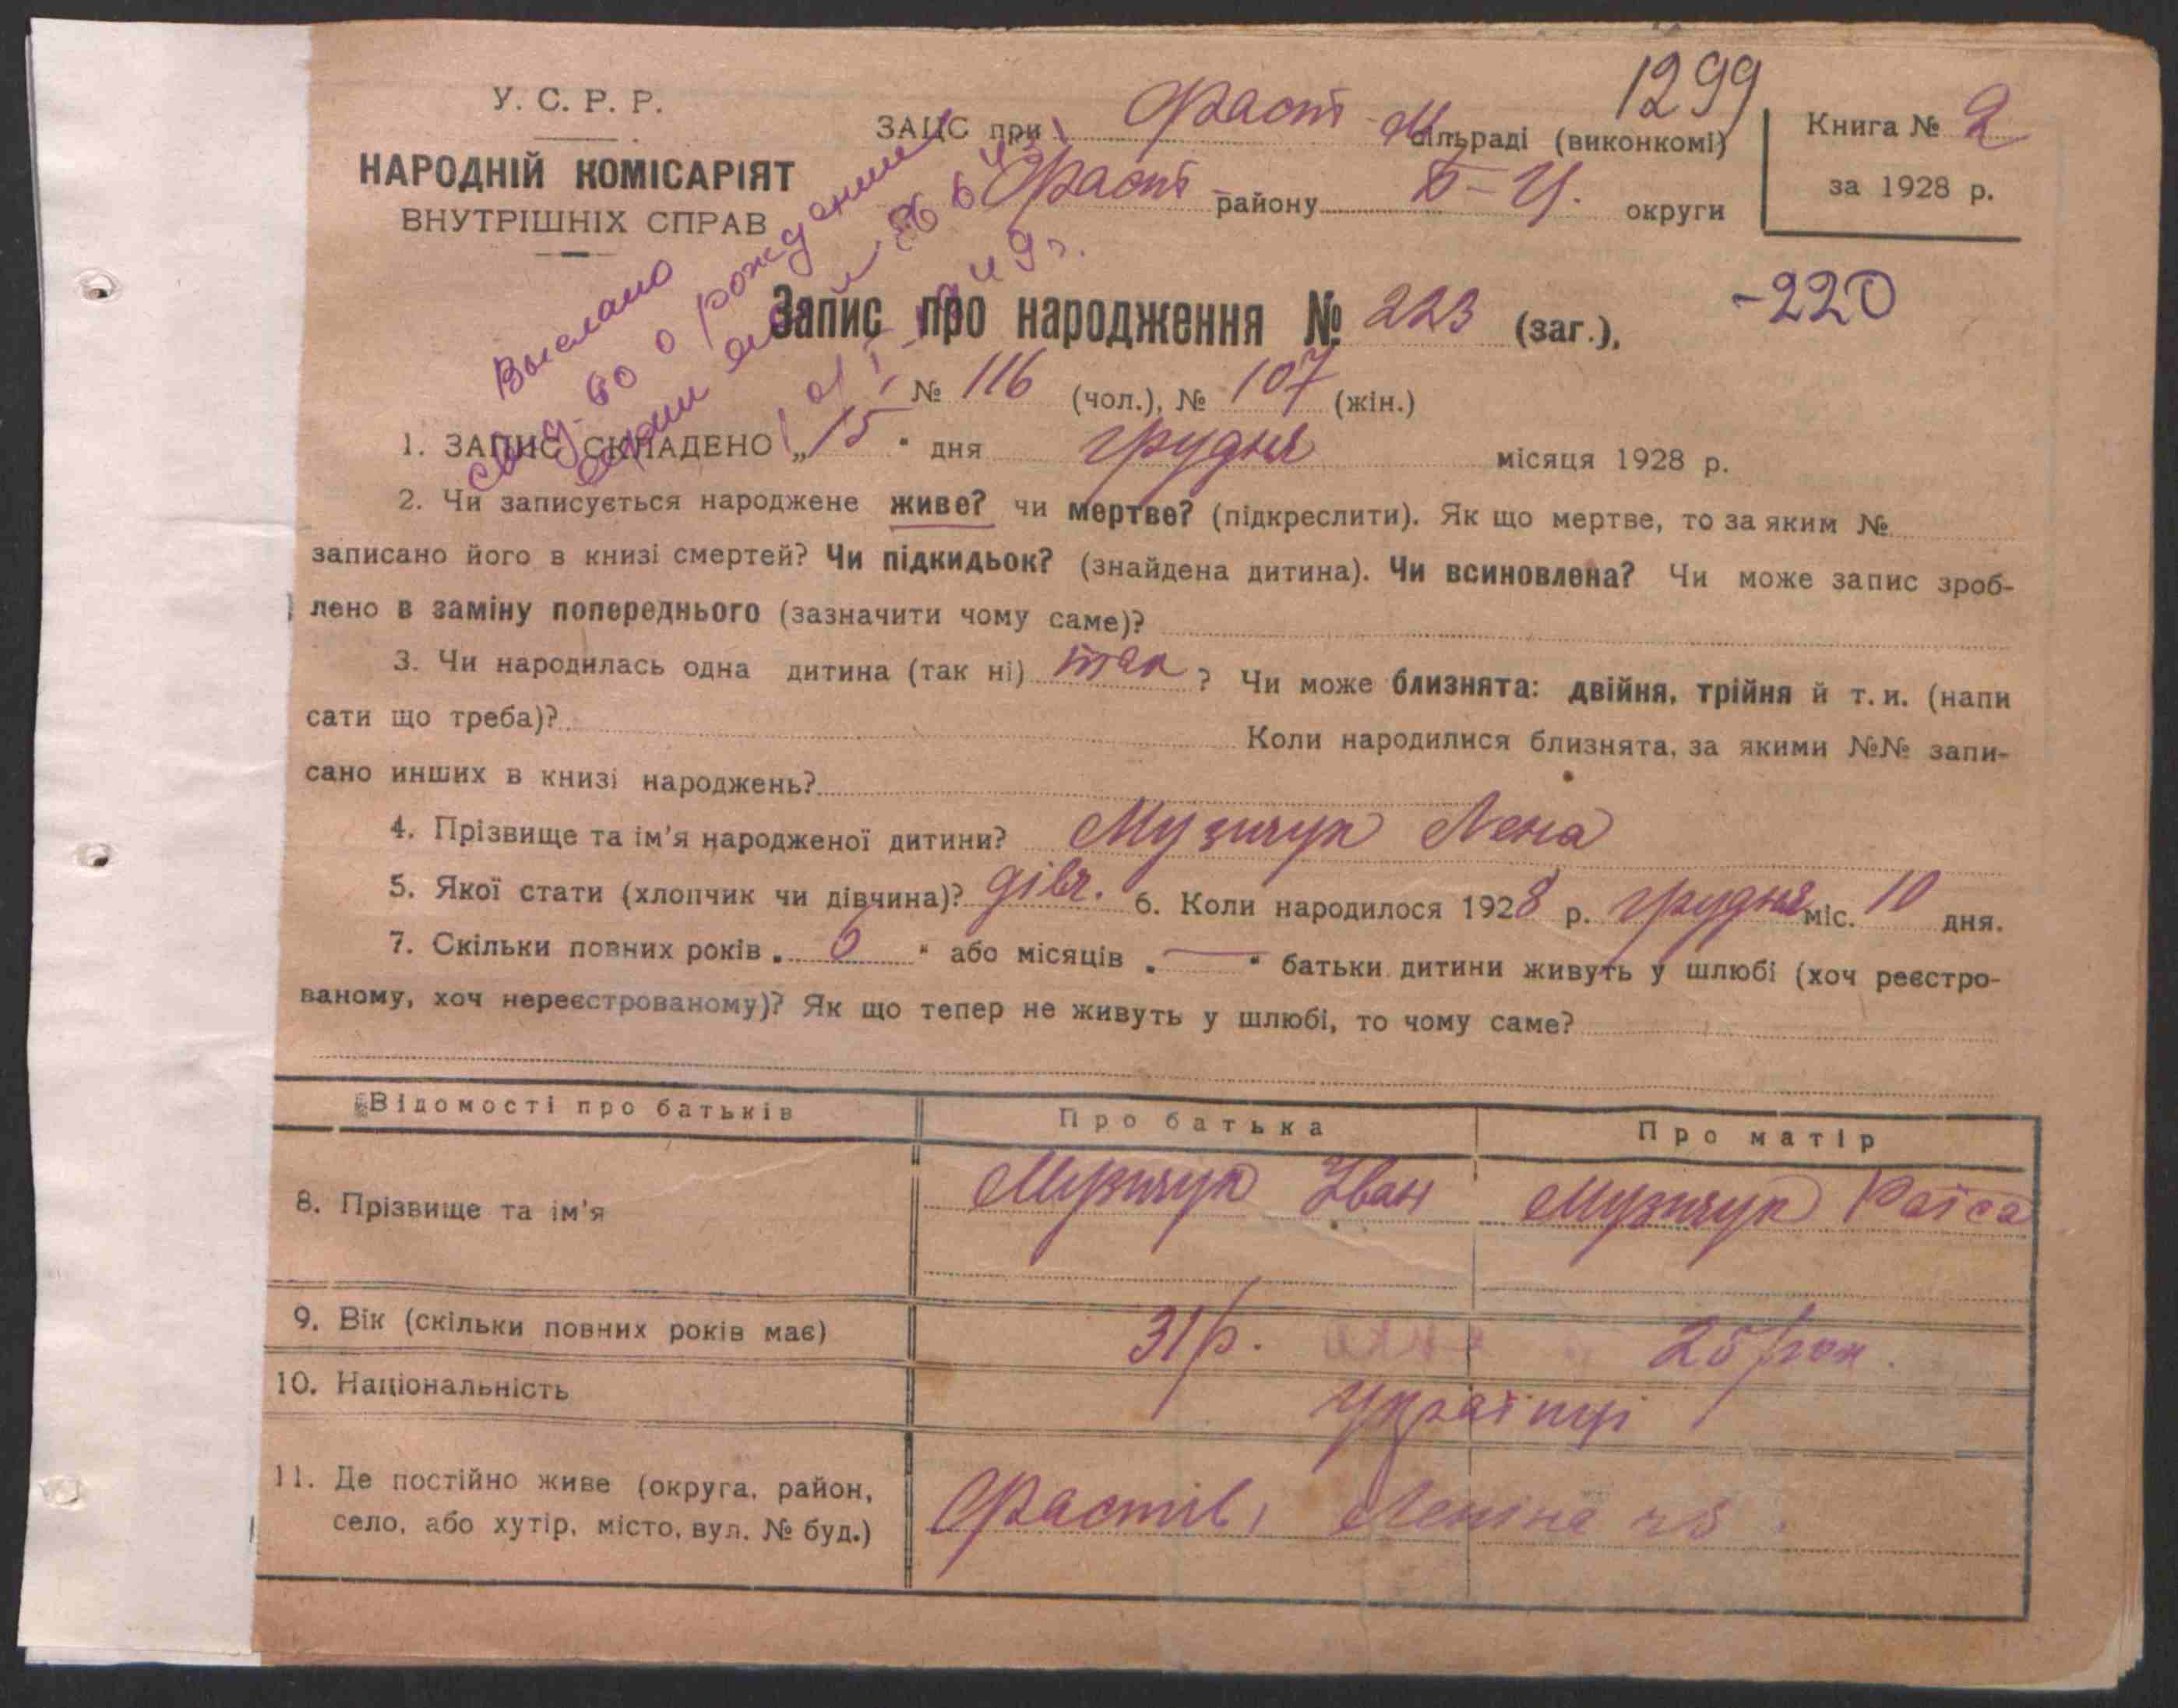 У. С. Р. Р.
НАРОДНІЙ КОМІСАРІЯТ
ВНУТРІШНІХ СПРАВ
1299
ЗАЦС при Фаст М сільраді (виконкомі)
Фаст району Б-Ц. округи
Книга № 2
за 1928 р.
Выслано
свид-во о рождении
серии
Запис про народження № 223 (заг.),
-220
№ 116 (чол.), № 107 (жін.)
1. ЗАПИС СКЛАДЕНО „15" дня грудня місяця 1928 р.
2. Чи записується народжене живе? чи мертве? (підкреслити). Як що мертве, то за яким №
записано його в книзі смертей? Чи підкидьок? (знайдена дитина). Чи всиновлена? Чи може запис зроб-
лено в заміну попереднього (зазначити чому саме)?
3. Чи народилась одна дитина (так ні) так ? Чи може близнята: двійня, трійня й т. и. (напи
сати що треба)? Коли народилися близнята, за якими №№ запи-
сано инших в книзі народжень?
4. Прізвище та ім'я народженої дитини? Музичук Лена
5. Якої стати (хлопчик чи дівчина)? дівч. 6. Коли народилося 1928 р. грудня міс. 10 дня.
7. Скільки повних років „ 6 " або місяців „ — " батьки дитини живуть у шлюбі (хоч реєстро-
ваному, хоч нереєстрованому)? Як що тепер не живуть у шлюбі, то чому саме?
Відомості про батьків Про батька Про матір
8. Прізвище та ім'я Музичук Іван Музичук Раїса
9. Вік (скільки повних років має) 31 р. 25 рок.
10. Національність Українці
11. Де постійно живе (округа, район,
село, або хутір, місто, вул. № буд.) Фастів, Леніна